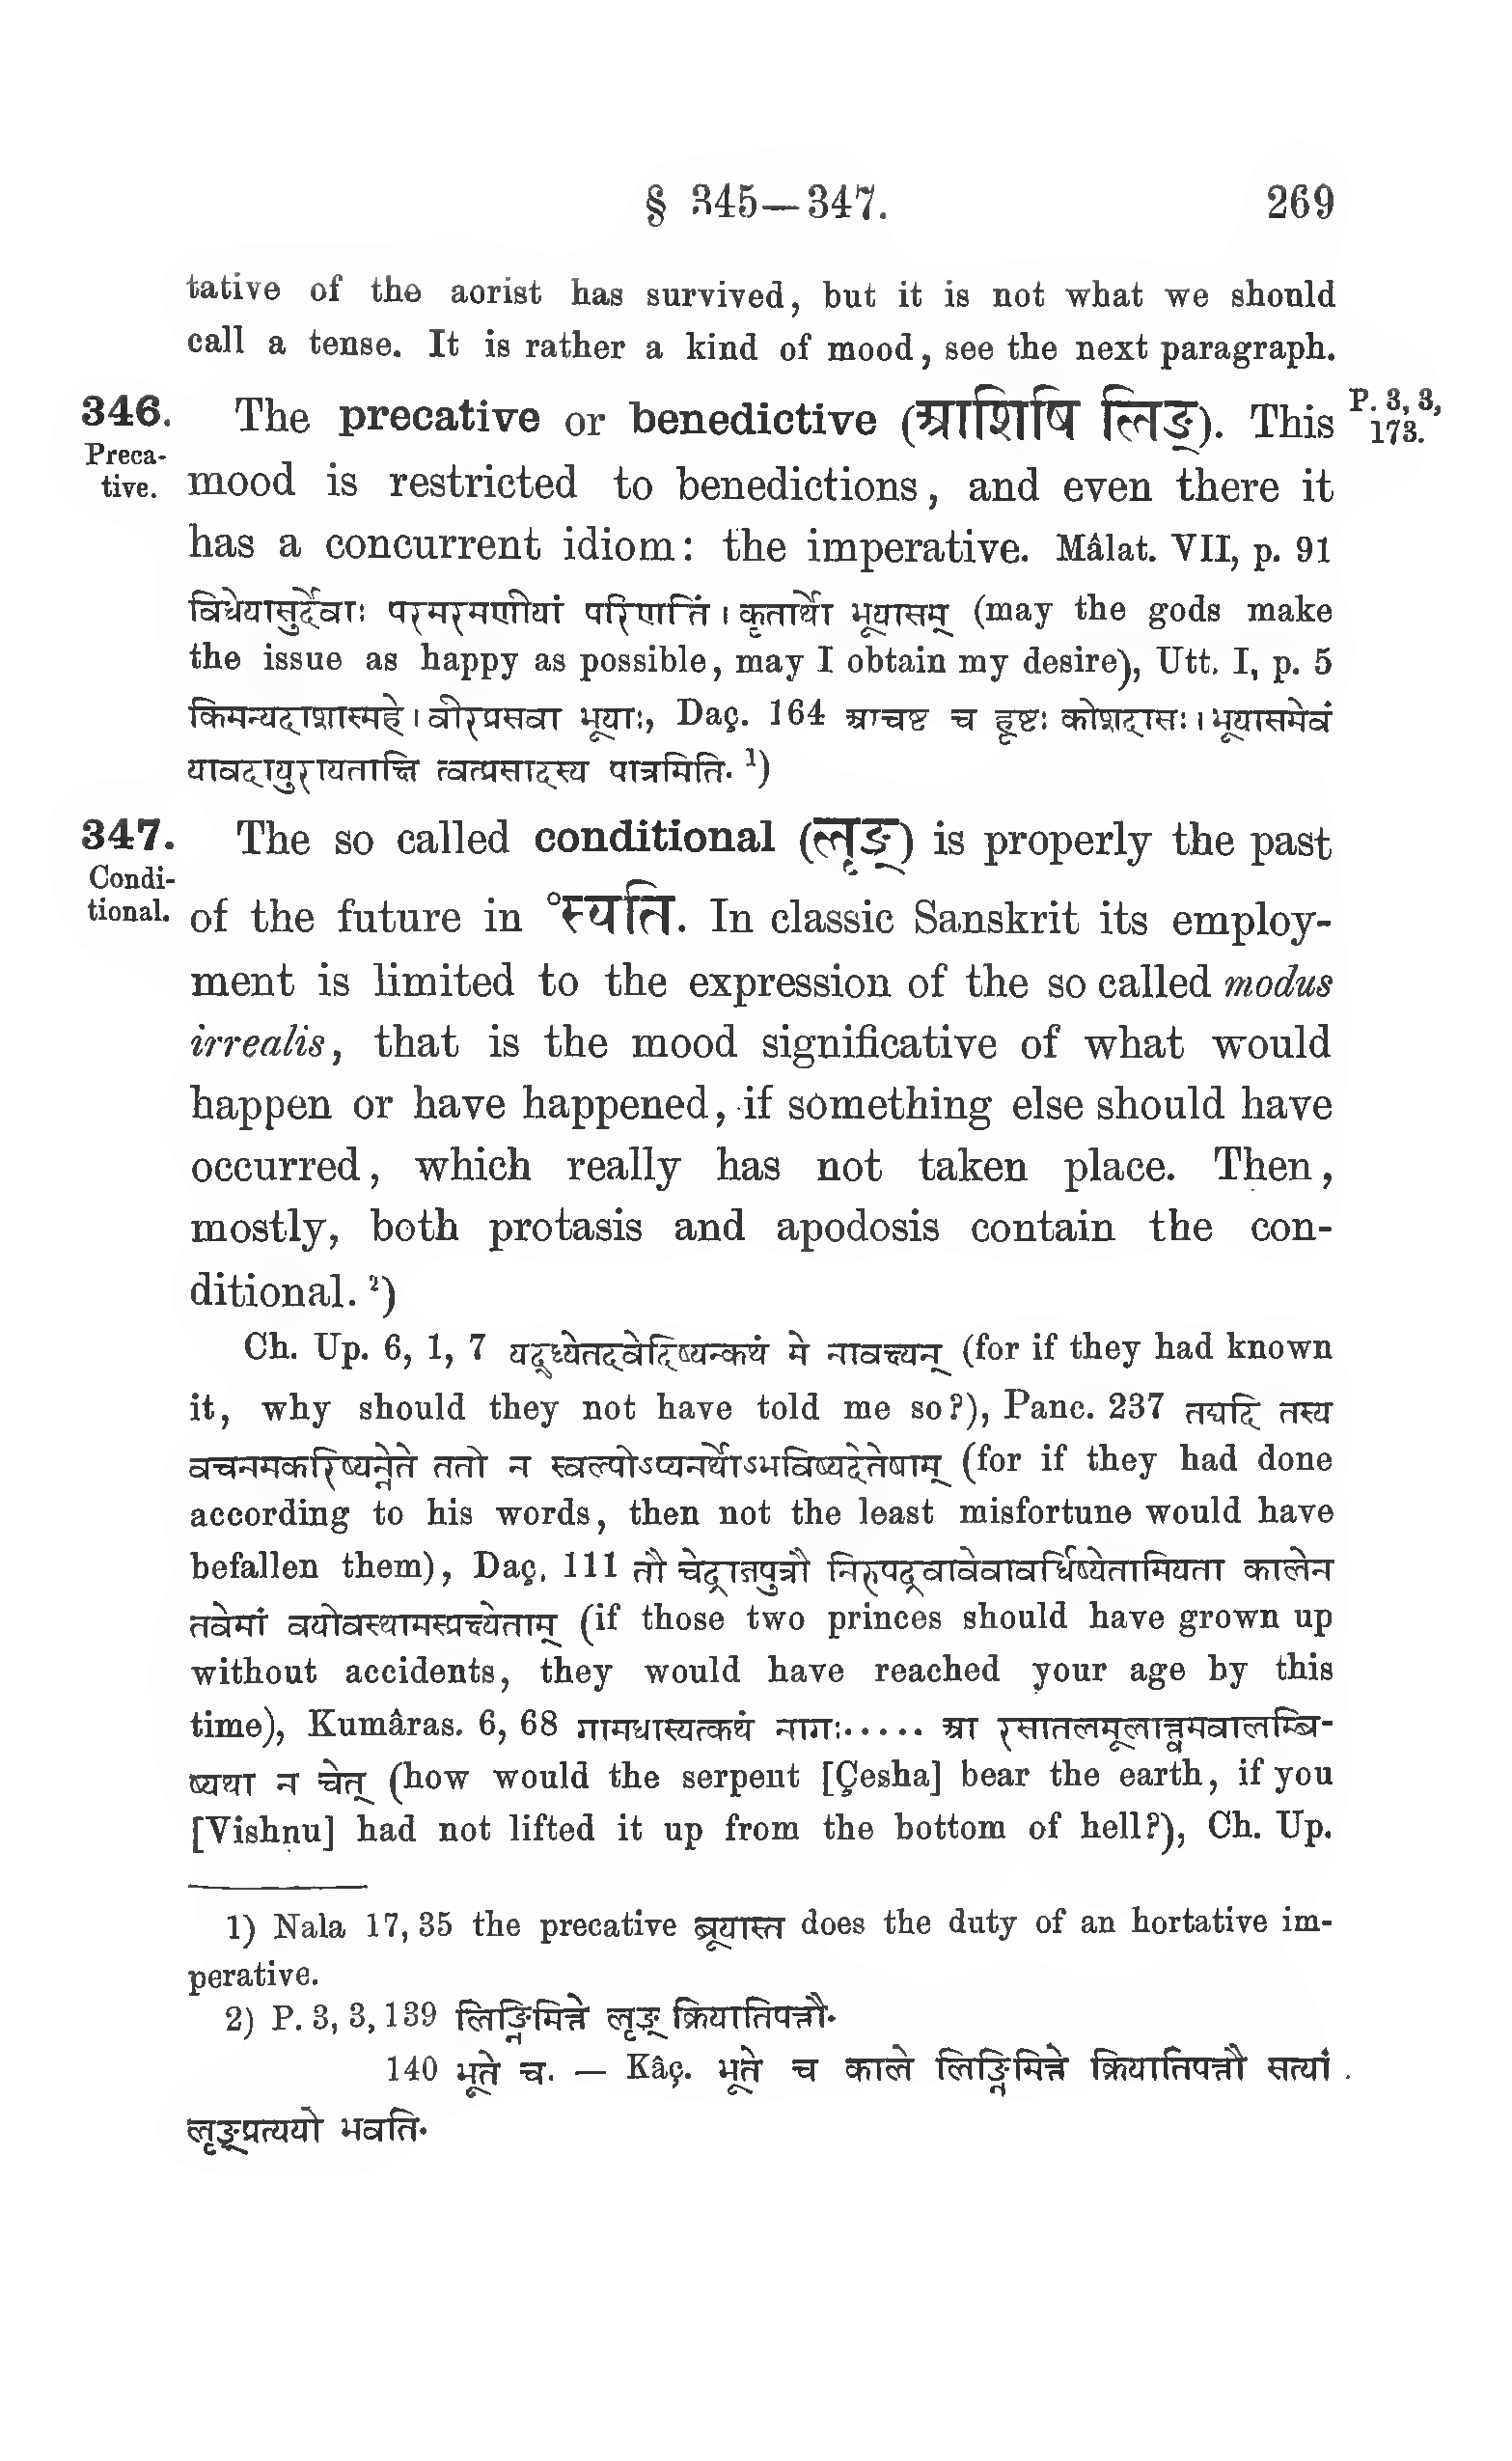 § 345—347. 269
tative of the aorist has survived, but it is not what we should
call a tense. It is rather a kind of mood, see the next paragraph.
346. The precative or benedictive (आशिषि लिङ्). This P. 3, 3, 173.
Preca-
tive. mood is restricted to benedictions, and even there it
has a concurrent idiom: the imperative. Mâlat. VII, p. 91
विधेयासुर्देवाः परमरमणीयां परिणतिं । कृतार्थो भूयासम् (may the gods make
the issue as happy as possible, may I obtain my desire), Utt. I, p. 5
किमन्यदाशास्महे । वीरप्रसवा भूयाः, Daç. 164 आचष्ट च हृष्टः कोशदासः । भूयासमेवं
यावदायुरायताक्षि त्वत्प्रसादस्य पात्रमिति. ¹)
347. The so called conditional (लृङ्) is properly the past
Condi-
tional. of the future in °स्यति. In classic Sanskrit its employ-
ment is limited to the expression of the so called modus
irrealis, that is the mood significative of what would
happen or have happened, if something else should have
occurred, which really has not taken place. Then,
mostly, both protasis and apodosis contain the con-
ditional. ²)
Ch. Up. 6, 1, 7 यद्ध्येतदवेदिष्यन्कथं मे नावक्ष्यन् (for if they had known
it, why should they not have told me so?), Panc. 237 तद्यदि तस्य
वचनमकरिष्यन्नेते ततो न स्वल्पोऽप्यनर्थोऽभविष्यदेतेषाम् (for if they had done
according to his words, then not the least misfortune would have
befallen them), Daç. 111 तौ चेद्राजपुत्रौ निरुपद्रवावेवावर्धिष्येतामियता कालेन
तवेमां वयोवस्थामस्प्रक्ष्येताम् (if those two princes should have grown up
without accidents, they would have reached your age by this
time), Kumâras. 6, 68 गामधास्यत्कथं नागः..... आ रसातलमूलात्त्वमवालम्बि-
ष्यथा न चेत् (how would the serpent [Çesha] bear the earth, if you
[Vishṇu] had not lifted it up from the bottom of hell?), Ch. Up.
1) Nala 17, 35 the precative ब्रूयास्त does the duty of an hortative im-
perative.
2) P. 3, 3, 139 लिङ्निमित्ते लृङ् क्रियातिपत्तौ.
140 भूते च. — Kâç. भूते च काले लिङ्निमित्ते क्रियातिपत्तौ सत्यां
लृङ्प्रत्ययो भवति.